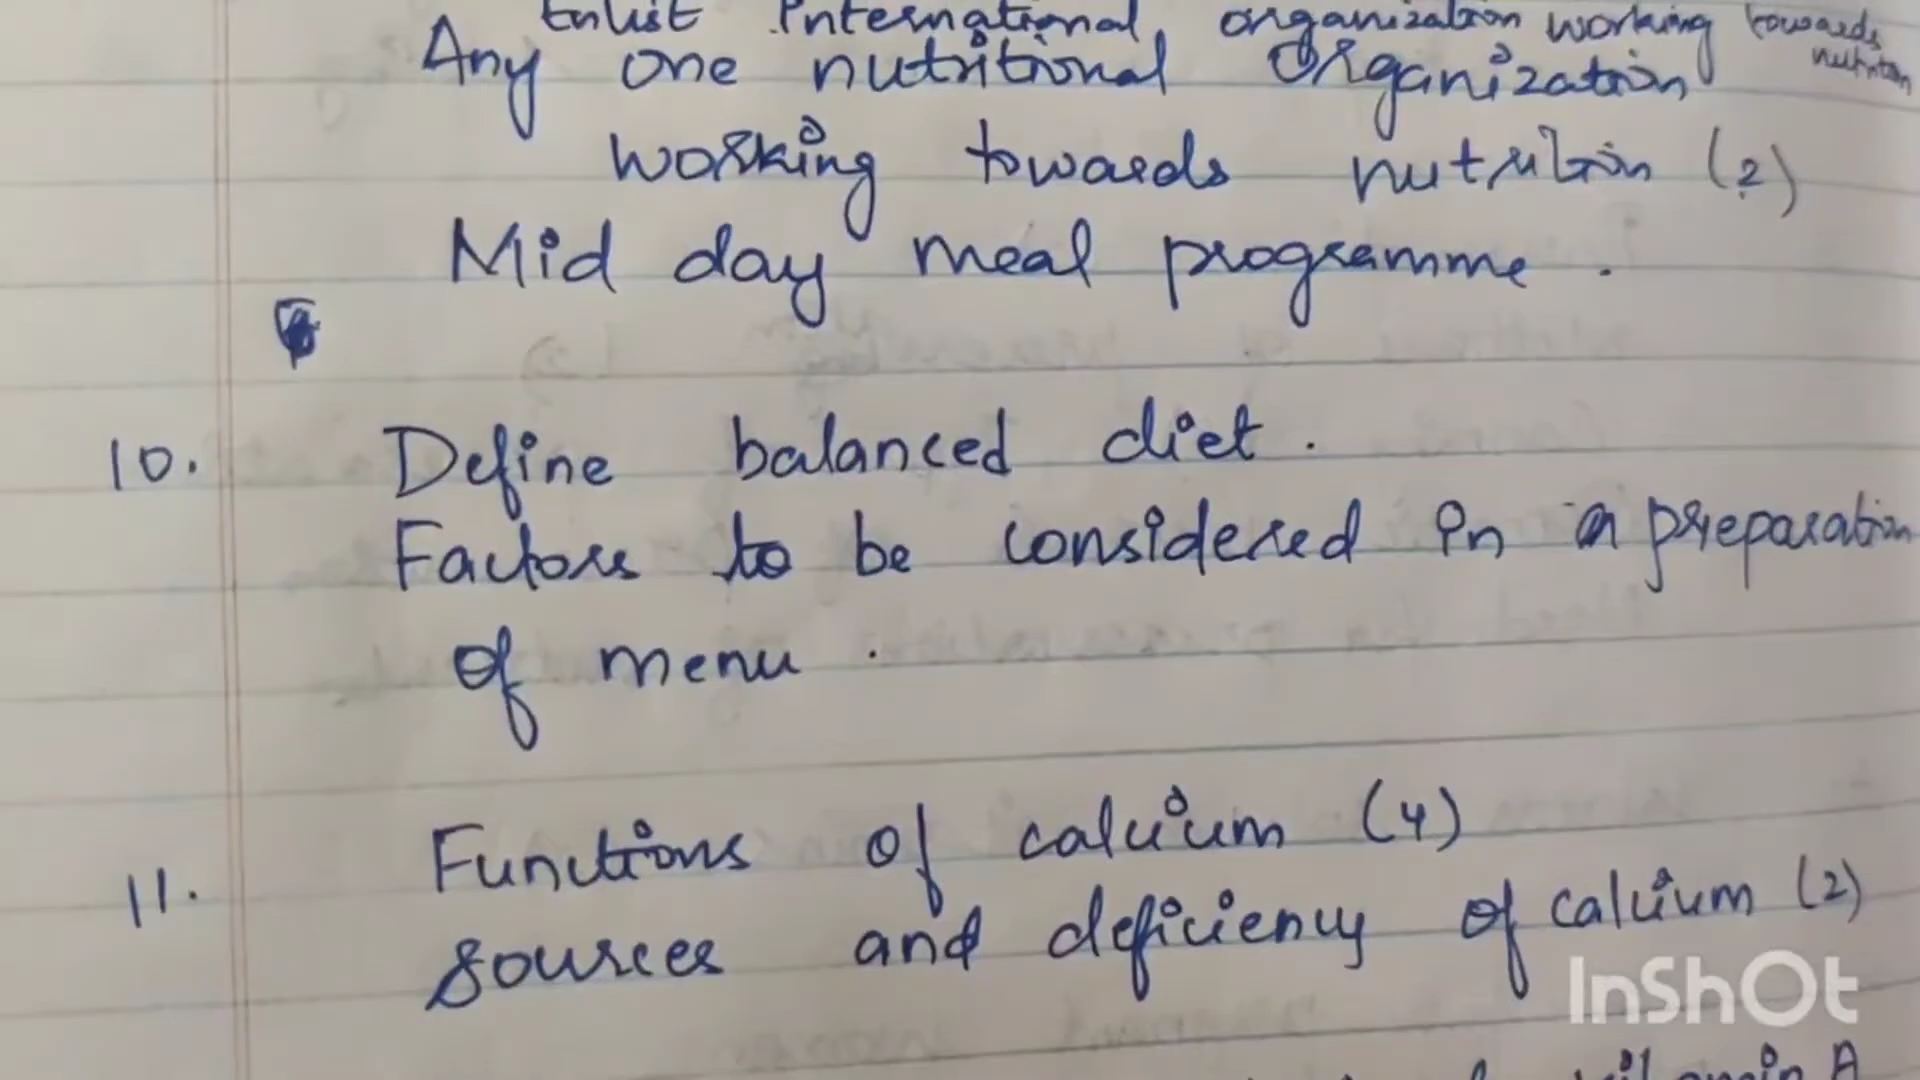 Enlist International organization working towards
nutrition
Any one nutritional Organization
working towards nutrition (2)
Mid day meal programme.
10. Define balanced diet.
Factors to be considered in a preparation
of menu.
11. Functions of calcium (4)
sources and deficiency of calcium (2)
InShOt
vitamin A